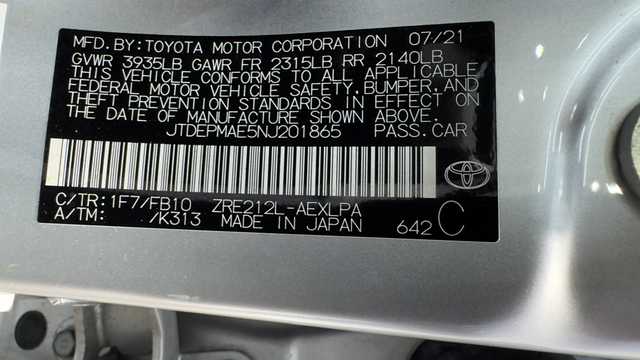 MFD. BY: TOYOTA MOTOR CORPORATION 07/21
GVWR 3935LB GAWR FR 2315LB RR 2140LB
THIS VEHICLE CONFORMS TO ALL APPLICABLE
FEDERAL MOTOR VEHICLE SAFETY, BUMPER, AND
THEFT PREVENTION STANDARDS IN EFFECT ON
THE DATE OF MANUFACTURE SHOWN ABOVE.
JTDEPMAE5NJ201865 PASS. CAR
C/TR: 1F7/FB10 ZRE212L-AEXLPA
A/TM: /K313 MADE IN JAPAN 642 C